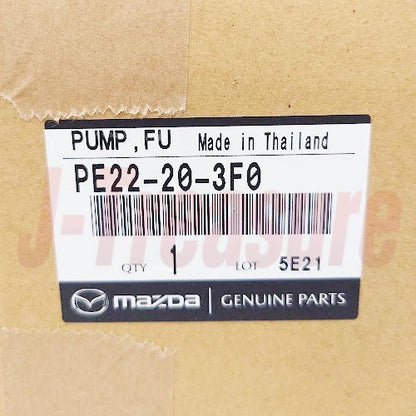 PUMP,FU Made in Thailand
PE22-20-3F0
QTY 1 LOT 5E21
mazda GENUINE PARTS
J-Treasure